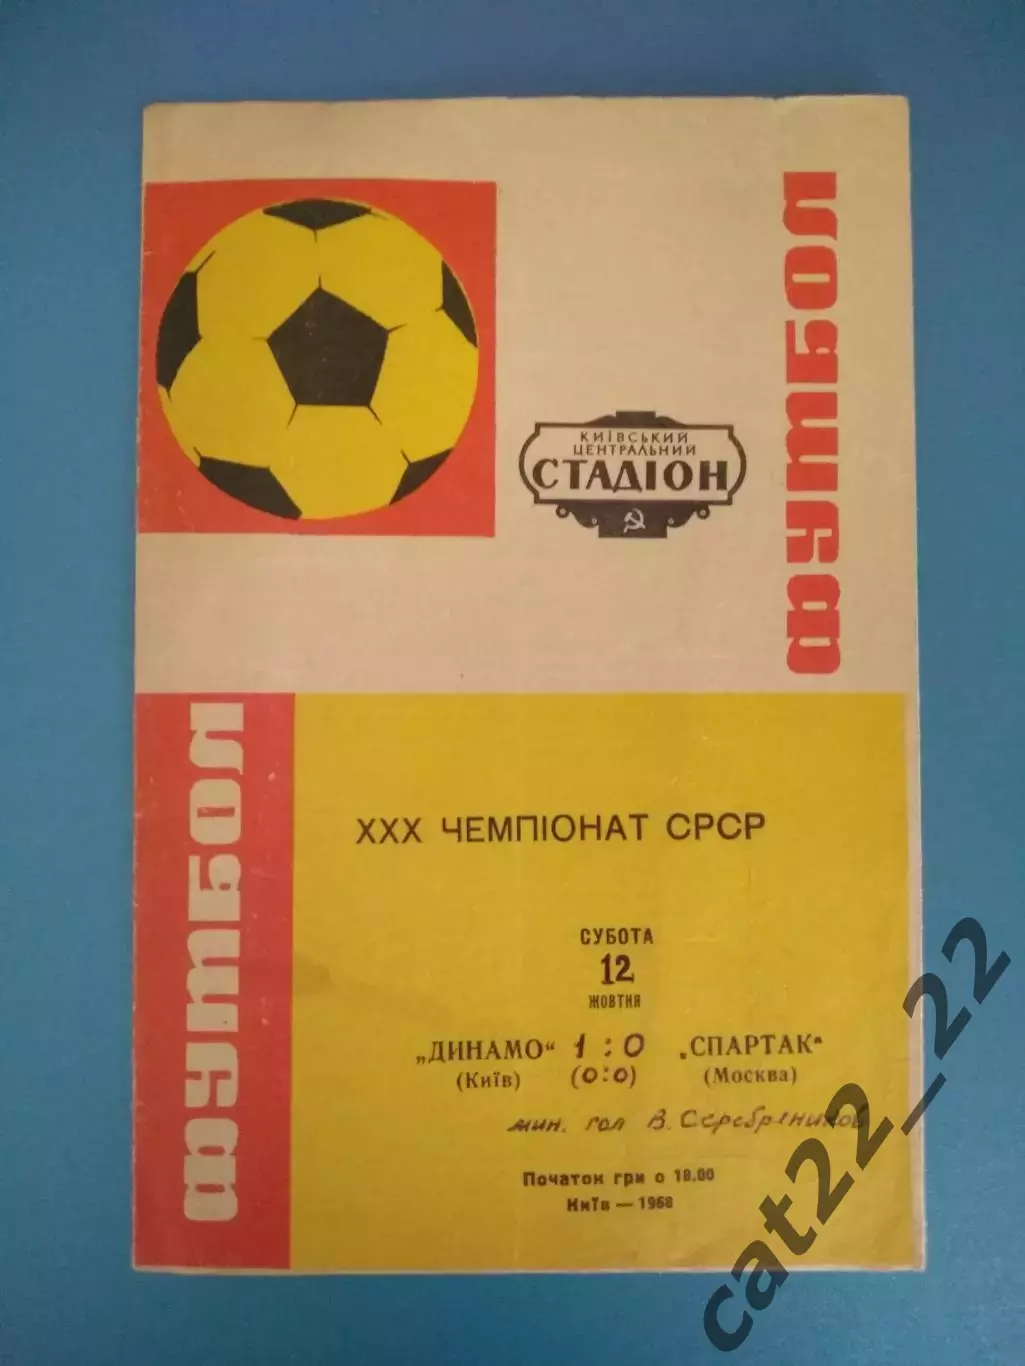 ФУТБОЛ
КИЇВСЬКИЙ
ЦЕНТРАЛЬНИЙ
СТАДІОН
ФУТБОЛ
XXX ЧЕМПІОНАТ СРСР
СУБОТА
12
ЖОВТНЯ
„ДИНАМО“ 1:0 „СПАРТАК“
(Київ) (0:0) (Москва)
мин. гол В. Серебряников
Початок гри о 18.00
Київ — 1968
cat22_22